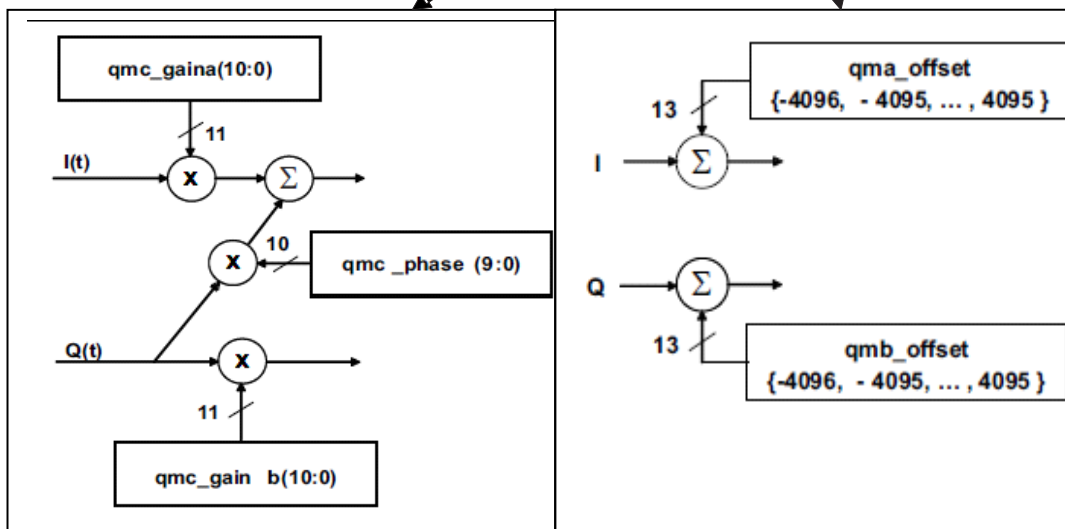 qmc_gaina(10:0)
11
I(t)
X
Σ
10
X
qmc _phase (9:0)
Q(t)
X
11
qmc_gain b(10:0)
qma_offset
{-4096, - 4095, ... , 4095 }
13
I
Σ
Q
Σ
13
qmb_offset
{-4096, - 4095, ... , 4095 }